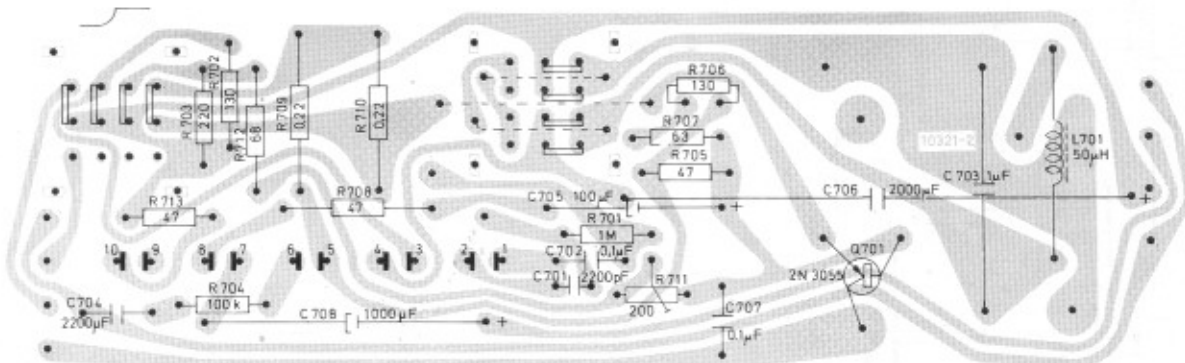 R702
130
R703
220
R712
68
R709
0,22
R710
0,22
R706
130
R707
63
R705
47
10321-2
L701
50µH
C703 1µF
C706 2000µF
+
C705 100µF
+
R708
47
R713
47
R701
1M
C702 0,1µF
C701 2200pF
R711
200
Q701
2N 3055
10 9 8 7 6 5 4 3 2 1
R704
100k
C704
2200µF
C708 1000µF
+
C707
0.1µF